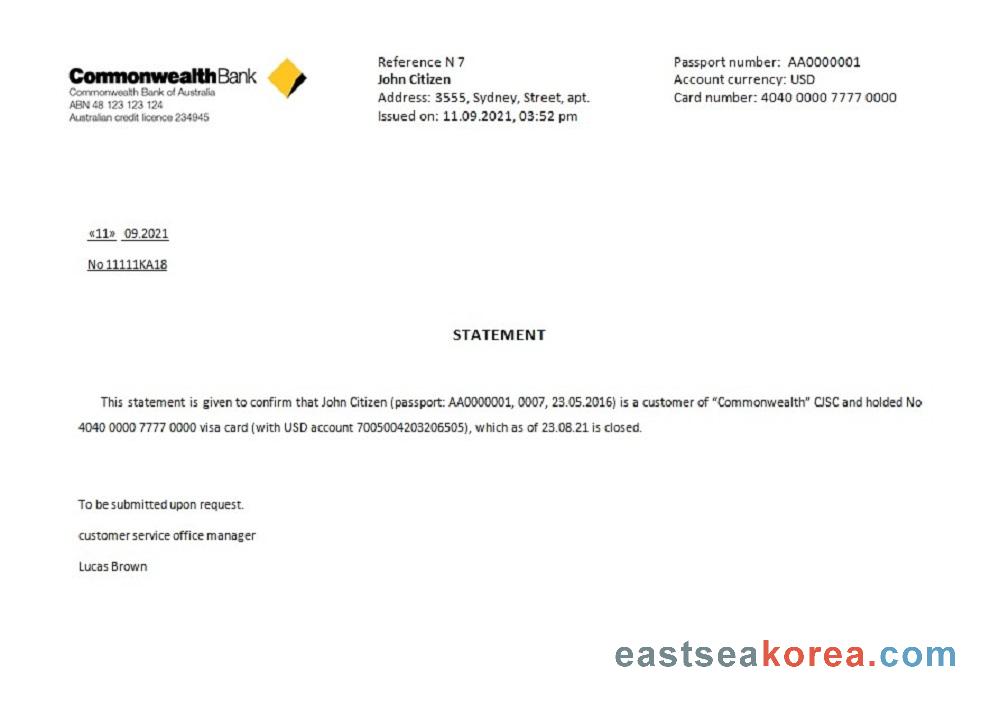 CommonwealthBank
Commonwealth Bank of Australia
ABN 48 123 123 124
Australian credit licence 234945
Reference N 7
John Citizen
Address: 3555, Sydney, Street, apt.
Issued on: 11.09.2021, 03:52 pm
Passport number: AA0000001
Account currency: USD
Card number: 4040 0000 7777 0000
«11» 09.2021
No 11111KA18
STATEMENT
This statement is given to confirm that John Citizen (passport: AA0000001, 0007, 23.05.2016) is a customer of “Commonwealth” CJSC and holded No
4040 0000 7777 0000 visa card (with USD account 7005004203206505), which as of 23.08.21 is closed.
To be submitted upon request.
customer service office manager
Lucas Brown
eastseakorea.com